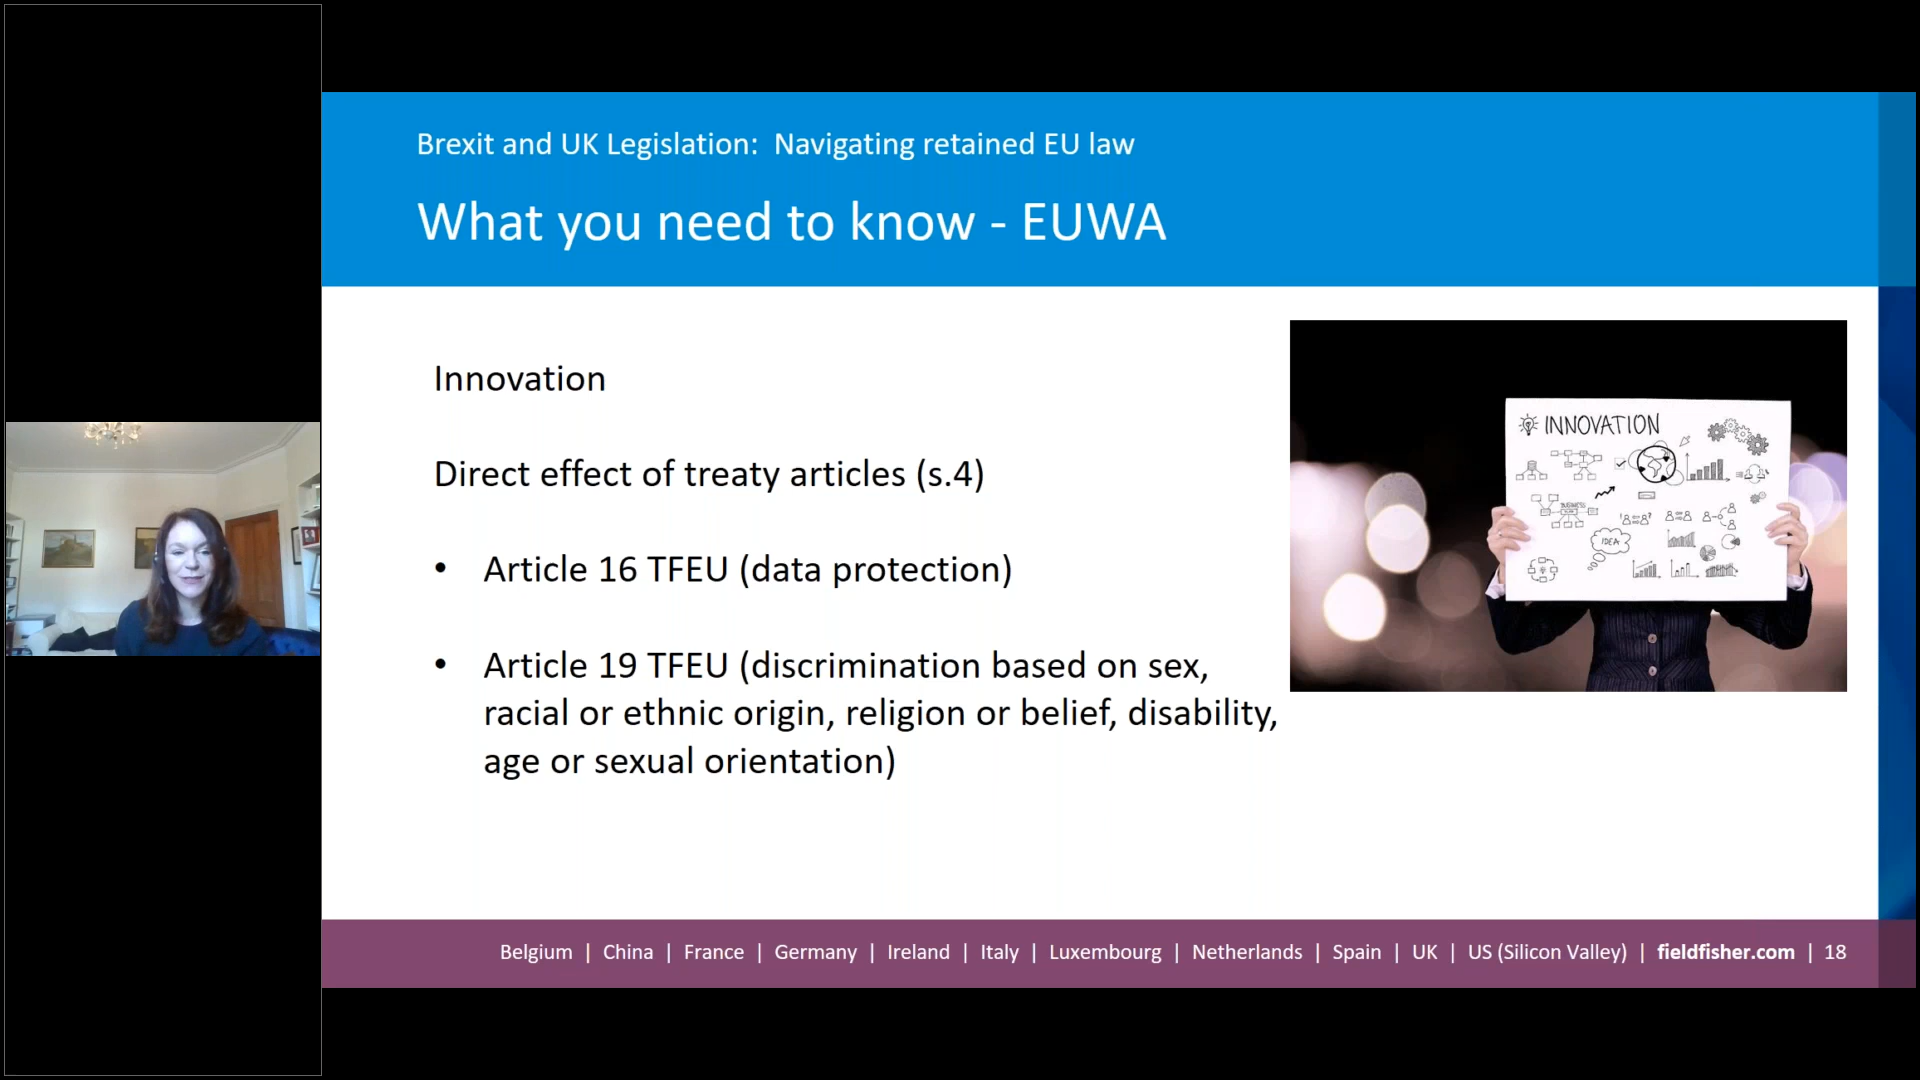 Brexit and UK Legislation: Navigating retained EU law
What you need to know - EUWA
Innovation
Direct effect of treaty articles (s.4)
• Article 16 TFEU (data protection)
• Article 19 TFEU (discrimination based on sex,
racial or ethnic origin, religion or belief, disability,
age or sexual orientation)
INNOVATION
BUSINESS
IDEA
Belgium | China | France | Germany | Ireland | Italy | Luxembourg | Netherlands | Spain | UK | US (Silicon Valley) | fieldfisher.com | 18